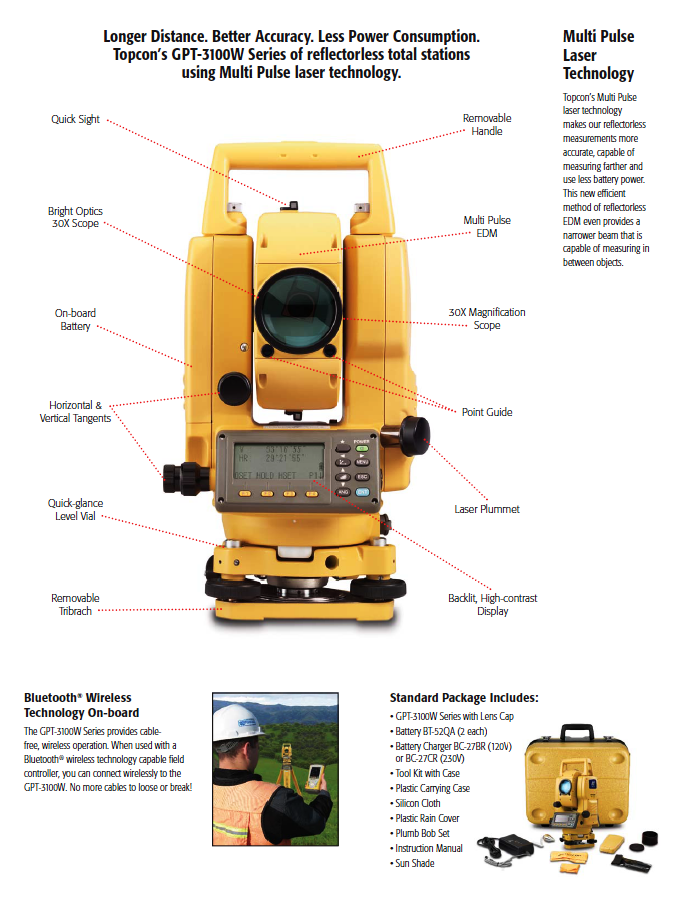 Longer Distance. Better Accuracy. Less Power Consumption.
Topcon's GPT-3100W Series of reflectorless total stations
using Multi Pulse laser technology.
Multi Pulse
Laser
Technology
Topcon's Multi Pulse
laser technology
makes our reflectorless
measurements more
accurate, capable of
measuring farther and
use less battery power.
This new efficient
method of reflectorless
EDM even provides a
narrower beam that is
capable of measuring in
between objects.
Quick Sight
Removable
Handle
Bright Optics
30X Scope
Multi Pulse
EDM
On-board
Battery
30X Magnification
Scope
Horizontal &
Vertical Tangents
Point Guide
POWER
MENU
ESC
ANG
HR
0SET HOLD HSET P1↓
F1 F2 F3 F4
Quick-glance
Level Vial
Laser Plummet
Removable
Tribrach
Backlit, High-contrast
Display
Bluetooth® Wireless
Technology On-board
The GPT-3100W Series provides cable-
free, wireless operation. When used with a
Bluetooth® wireless technology capable field
controller, you can connect wirelessly to the
GPT-3100W. No more cables to loose or break!
Standard Package Includes:
• GPT-3100W Series with Lens Cap
• Battery BT-52QA (2 each)
• Battery Charger BC-27BR (120V)
or BC-27CR (230V)
• Tool Kit with Case
• Plastic Carrying Case
• Silicon Cloth
• Plastic Rain Cover
• Plumb Bob Set
• Instruction Manual
• Sun Shade